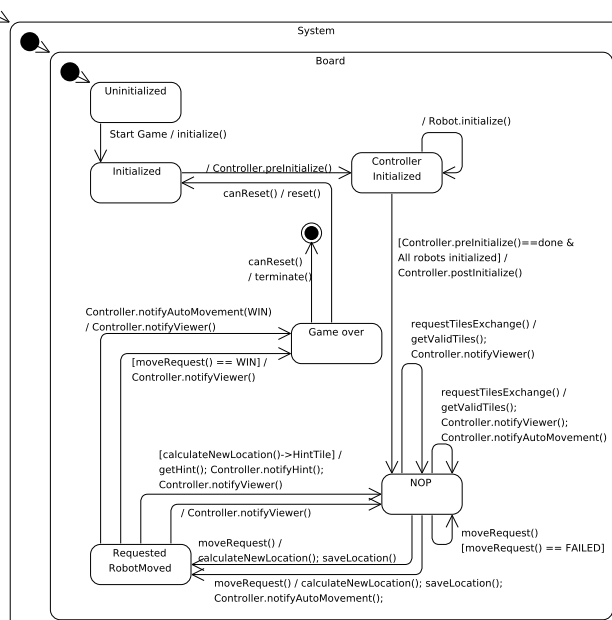 System
Board
Uninitialized
Start Game / initialize()
Initialized
/ Controller.preInitialize()
Controller
Initialized
/ Robot.initialize()
canReset() / reset()
[Controller.preInitialize()==done &
All robots initialized] /
Controller.postInitialize()
canReset()
/ terminate()
Controller.notifyAutoMovement(WIN)
/ Controller.notifyViewer()
Game over
[moveRequest() == WIN] /
Controller.notifyViewer()
requestTilesExchange() /
getValidTiles();
Controller.notifyViewer()
requestTilesExchange() /
getValidTiles();
Controller.notifyViewer();
Controller.notifyAutoMovement()
[calculateNewLocation()->HintTile] /
getHint(); Controller.notifyHint();
Controller.notifyViewer()
/ Controller.notifyViewer()
NOP
moveRequest()
[moveRequest() == FAILED]
Requested
RobotMoved
moveRequest() /
calculateNewLocation(); saveLocation()
moveRequest() / calculateNewLocation(); saveLocation();
Controller.notifyAutoMovement();